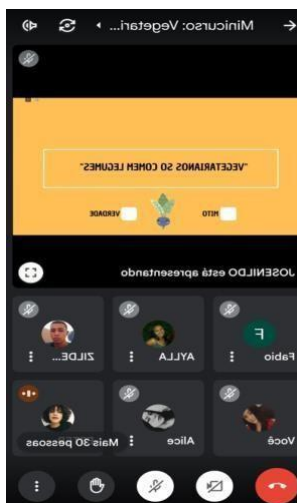 Minicurso: Vegetari...
"VEGETARIANOS SO COMEM LEGUMES"
MITO
VERDADE
JOSENILDO está apresentando
F
Fabio
AYLLA
ZILDE...
Você
Alice
Mais 30 pessoas